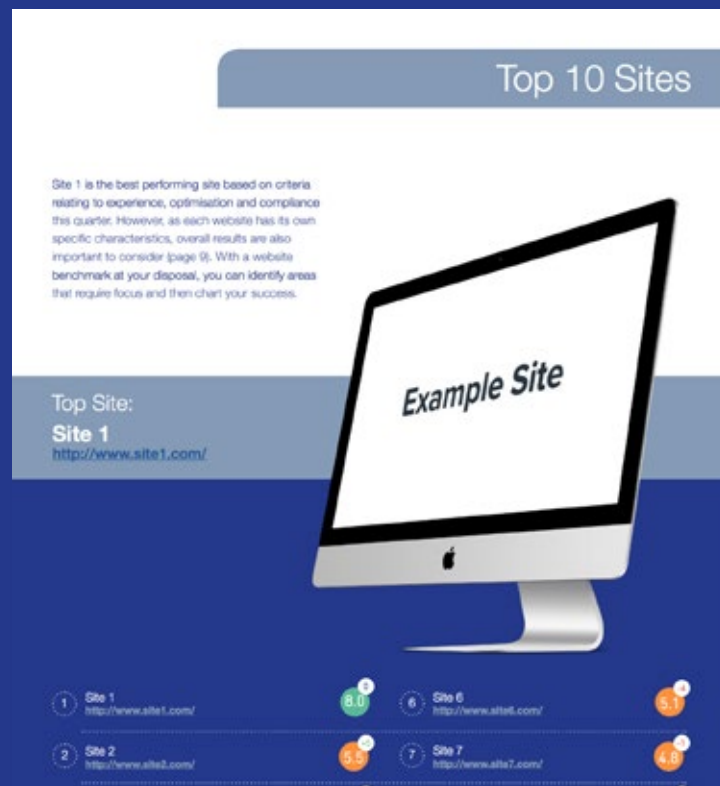 Top 10 Sites
Site 1 is the best performing site based on criteria
relating to experience, optimisation and compliance
this quarter. However, as each website has its own
specific characteristics, overall results are also
important to consider (page 9). With a website
benchmark at your disposal, you can identify areas
that require focus and then chart your success.
Example Site
Top Site:
Site 1
http://www.site1.com/
1 Site 1 8.0
http://www.site1.com/
6 Site 6 5.1 -4
http://www.site6.com/
2 Site 2 5.5
http://www.site2.com/
7 Site 7 4.8
http://www.site7.com/